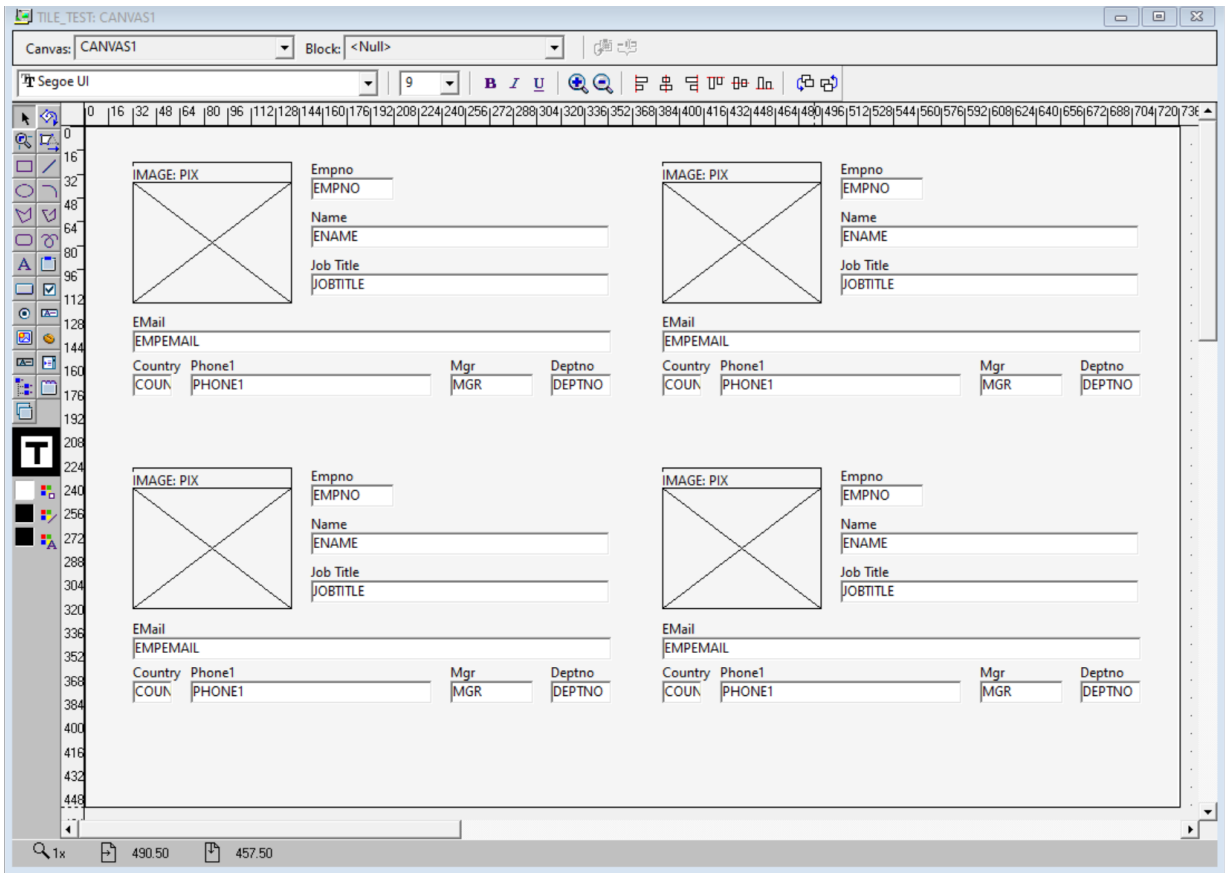 TILE_TEST: CANVAS1
Canvas: CANVAS1 Block: <Null>
Segoe UI 9 B I U
0 16 32 48 64 80 96 112 128 144 160 176 192 208 224 240 256 272 288 304 320 336 352 368 384 400 416 432 448 464 480 496 512 528 544 560 576 592 608 624 640 656 672 688 704 720 736
0
16
IMAGE: PIX Empno IMAGE: PIX Empno
32
EMPNO EMPNO
48
Name Name
64
ENAME ENAME
80
Job Title Job Title
96
JOBTITLE JOBTITLE
112
128
EMail EMail
144
EMPEMAIL EMPEMAIL
160
Country Phone1 Mgr Deptno Country Phone1 Mgr Deptno
176
COUN PHONE1 MGR DEPTNO COUN PHONE1 MGR DEPTNO
192
208
224
IMAGE: PIX Empno IMAGE: PIX Empno
240
EMPNO EMPNO
256
Name Name
272
ENAME ENAME
288
Job Title Job Title
304
JOBTITLE JOBTITLE
320
336
EMail EMail
352
EMPEMAIL EMPEMAIL
368
Country Phone1 Mgr Deptno Country Phone1 Mgr Deptno
384
COUN PHONE1 MGR DEPTNO COUN PHONE1 MGR DEPTNO
400
416
432
448
1x 490.50 457.50